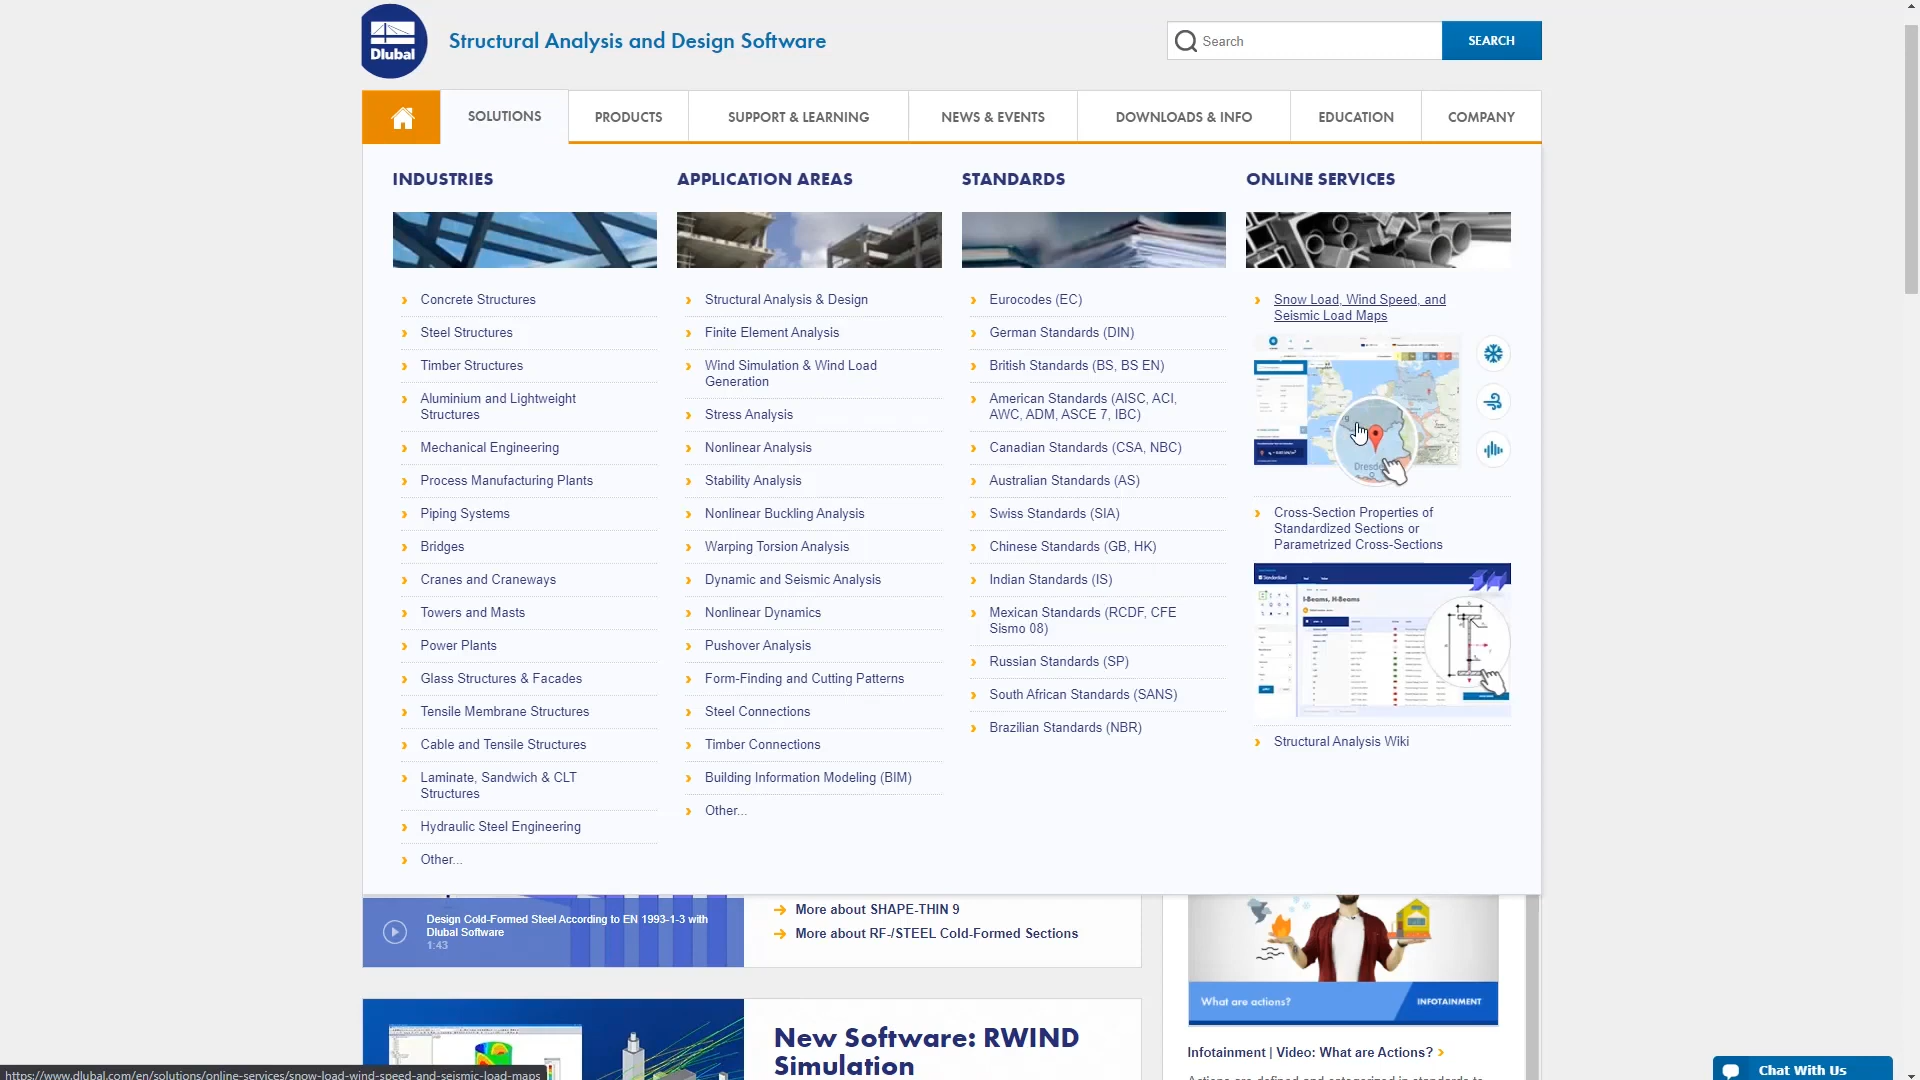 Dlubal
Structural Analysis and Design Software
Search
SEARCH
SOLUTIONS
PRODUCTS
SUPPORT & LEARNING
NEWS & EVENTS
DOWNLOADS & INFO
EDUCATION
COMPANY
INDUSTRIES
Concrete Structures
Steel Structures
Timber Structures
Aluminium and Lightweight
Structures
Mechanical Engineering
Process Manufacturing Plants
Piping Systems
Bridges
Cranes and Craneways
Towers and Masts
Power Plants
Glass Structures & Facades
Tensile Membrane Structures
Cable and Tensile Structures
Laminate, Sandwich & CLT
Structures
Hydraulic Steel Engineering
Other...
APPLICATION AREAS
Structural Analysis & Design
Finite Element Analysis
Wind Simulation & Wind Load
Generation
Stress Analysis
Nonlinear Analysis
Stability Analysis
Nonlinear Buckling Analysis
Warping Torsion Analysis
Dynamic and Seismic Analysis
Nonlinear Dynamics
Pushover Analysis
Form-Finding and Cutting Patterns
Steel Connections
Timber Connections
Building Information Modeling (BIM)
Other...
STANDARDS
Eurocodes (EC)
German Standards (DIN)
British Standards (BS, BS EN)
American Standards (AISC, ACI,
AWC, ADM, ASCE 7, IBC)
Canadian Standards (CSA, NBC)
Australian Standards (AS)
Swiss Standards (SIA)
Chinese Standards (GB, HK)
Indian Standards (IS)
Mexican Standards (RCDF, CFE
Sismo 08)
Russian Standards (SP)
South African Standards (SANS)
Brazilian Standards (NBR)
ONLINE SERVICES
Snow Load, Wind Speed, and
Seismic Load Maps
Cross-Section Properties of
Standardized Sections or
Parametrized Cross-Sections
I-Beams, H-Beams
Structural Analysis Wiki
Design Cold-Formed Steel According to EN 1993-1-3 with
Dlubal Software
1:43
More about SHAPE-THIN 9
More about RF-/STEEL Cold-Formed Sections
New Software: RWIND
Simulation
What are actions?
INFOTAINMENT
Infotainment | Video: What are Actions?
Actions are defined and categorized in standards to
Chat With Us
https://www.dlubal.com/en/solutions/online-services/snow-load-wind-speed-and-seismic-load-maps